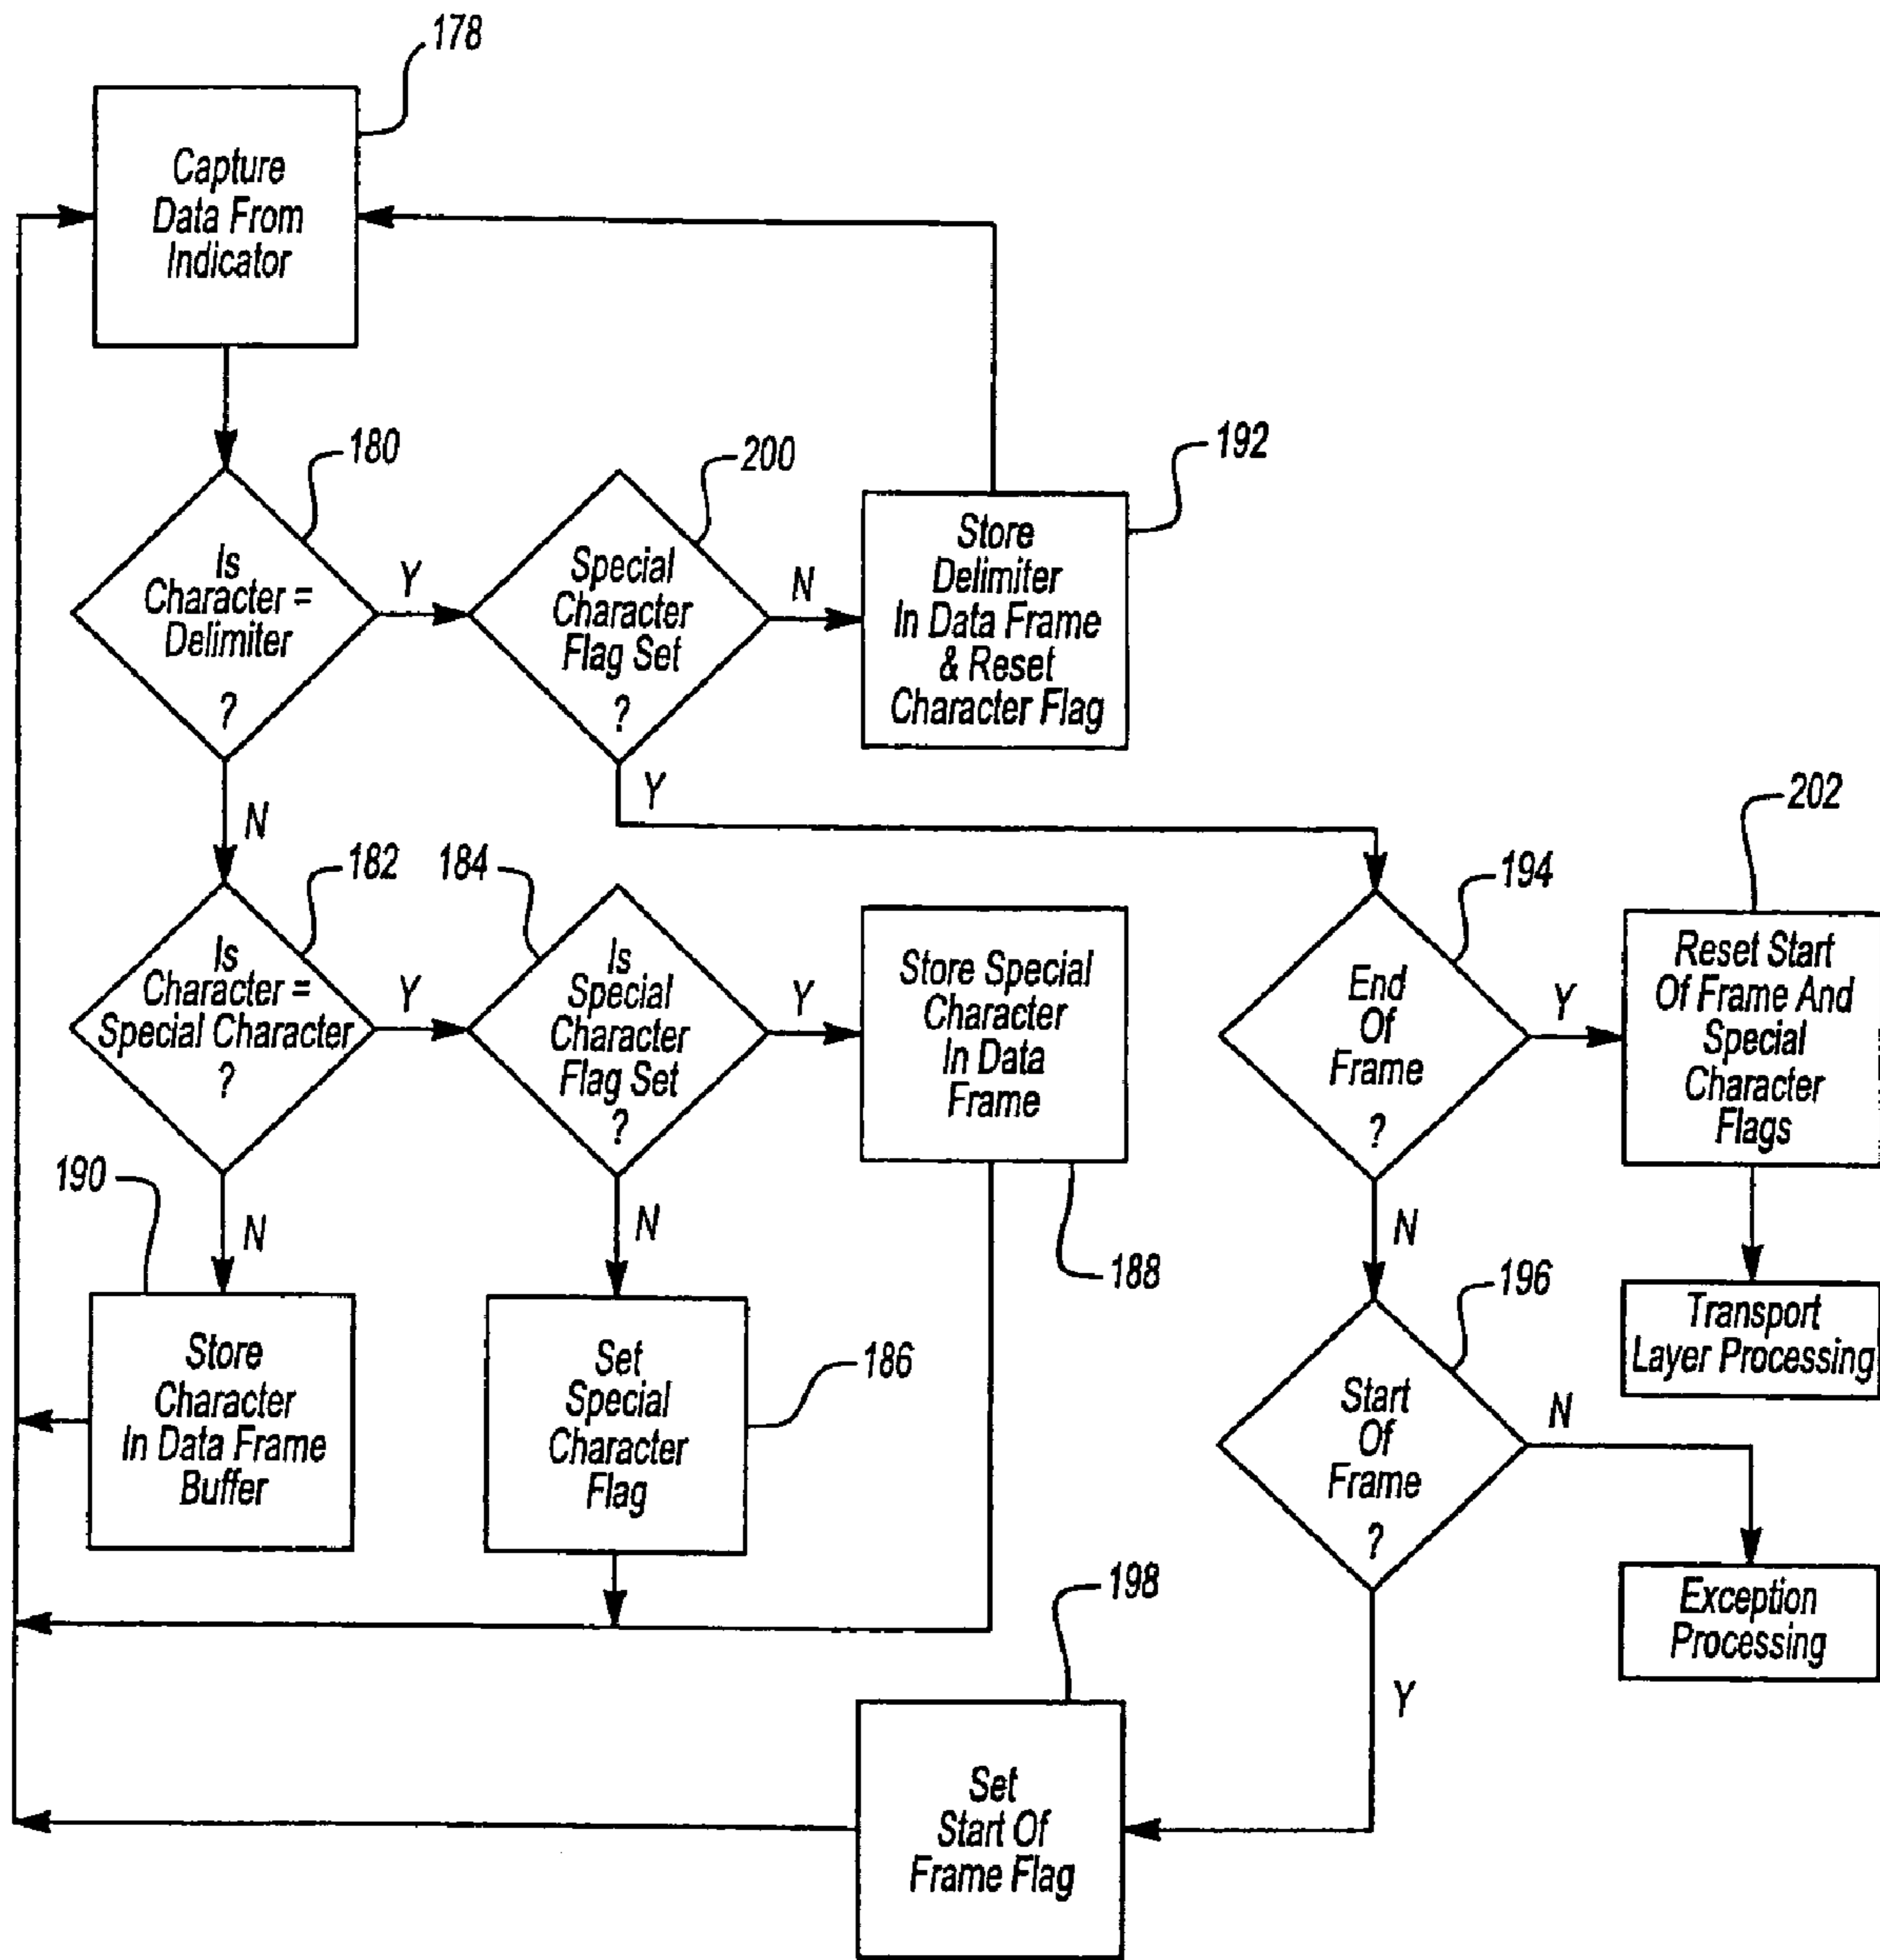 178
Capture
Data From
Indicator
180
Is
Character =
Delimiter
?
Y
N
200
Special
Character
Flag Set
?
N
Y
192
Store
Delimiter
In Data Frame
& Reset
Character Flag
182
Is
Character =
Special Character
?
Y
N
184
Is
Special
Character
Flag Set
?
Y
N
Store Special
Character
In Data
Frame
188
194
End
Of
Frame
?
Y
N
202
Reset Start
Of Frame And
Special
Character
Flags
Transport
Layer Processing
190
Store
Character
In Data Frame
Buffer
Set
Special
Character
Flag
186
196
Start
Of
Frame
?
N
Y
Exception
Processing
198
Set
Start Of
Frame Flag